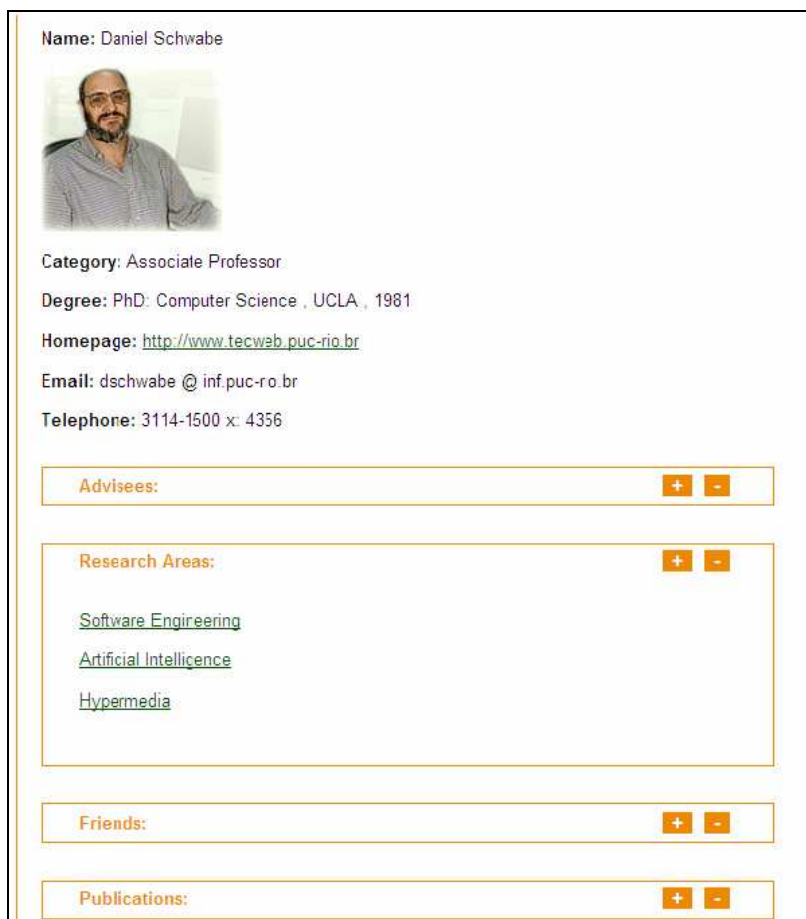 Name: Daniel Schwabe
Category: Associate Professor
Degree: PhD: Computer Science , UCLA , 1981
Homepage: http://www.tecweb.puc-rio.br
Email: dschwabe @ inf.puc-rio.br
Telephone: 3114-1500 x: 4356
Advisees: + -
Research Areas: + -
Software Engineering
Artificial Intelligence
Hypermedia
Friends: + -
Publications: + -